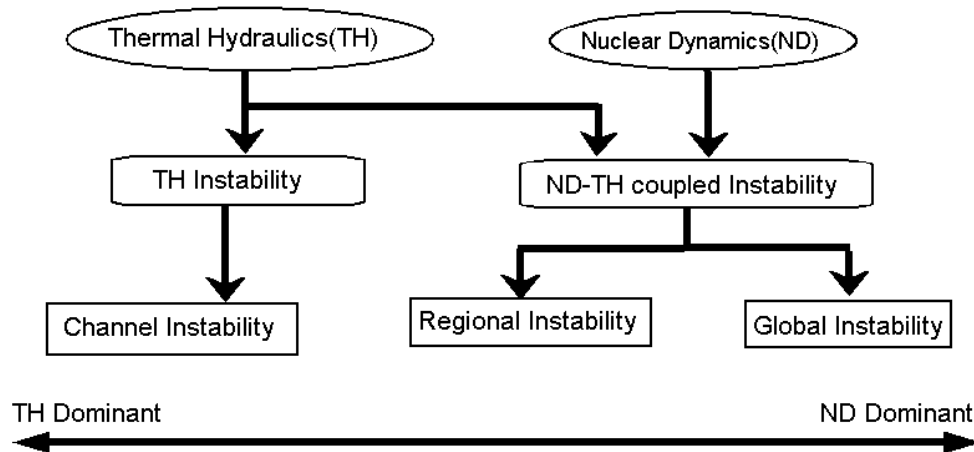 Thermal Hydraulics(TH)
Nuclear Dynamics(ND)
TH Instability
ND-TH coupled Instability
Channel Instability
Regional Instability
Global Instability
TH Dominant
ND Dominant